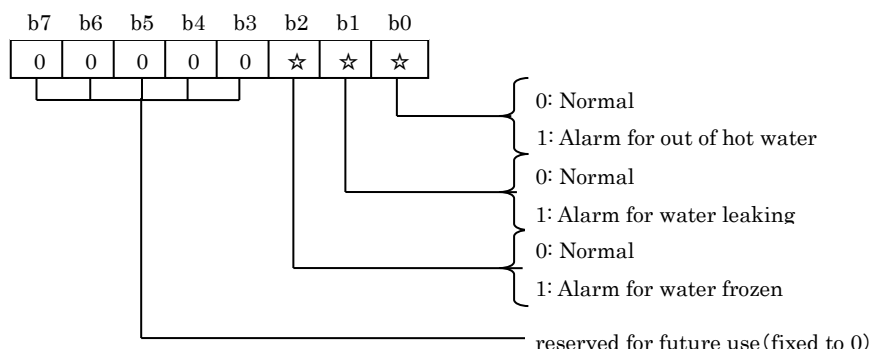 b7 b6 b5 b4 b3 b2 b1 b0
0 0 0 0 0 ☆ ☆ ☆
0: Normal
1: Alarm for out of hot water
0: Normal
1: Alarm for water leaking
0: Normal
1: Alarm for water frozen
reserved for future use(fixed to 0)